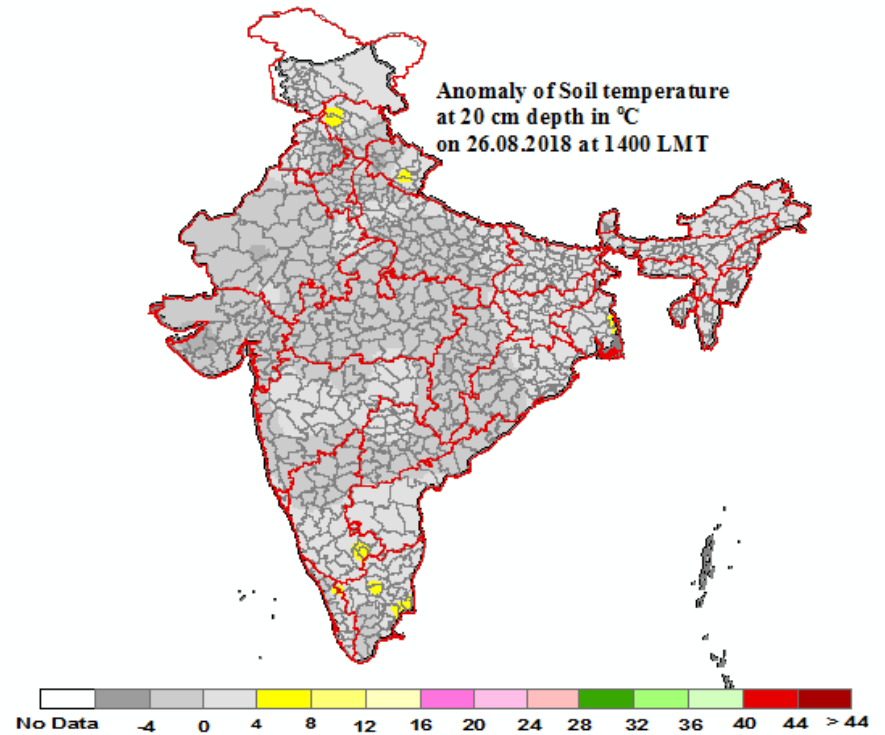 Anomaly of Soil temperature
at 20 cm depth in °C
on 26.08.2018 at 1400 LMT
No Data -4 0 4 8 12 16 20 24 28 32 36 40 44 > 44